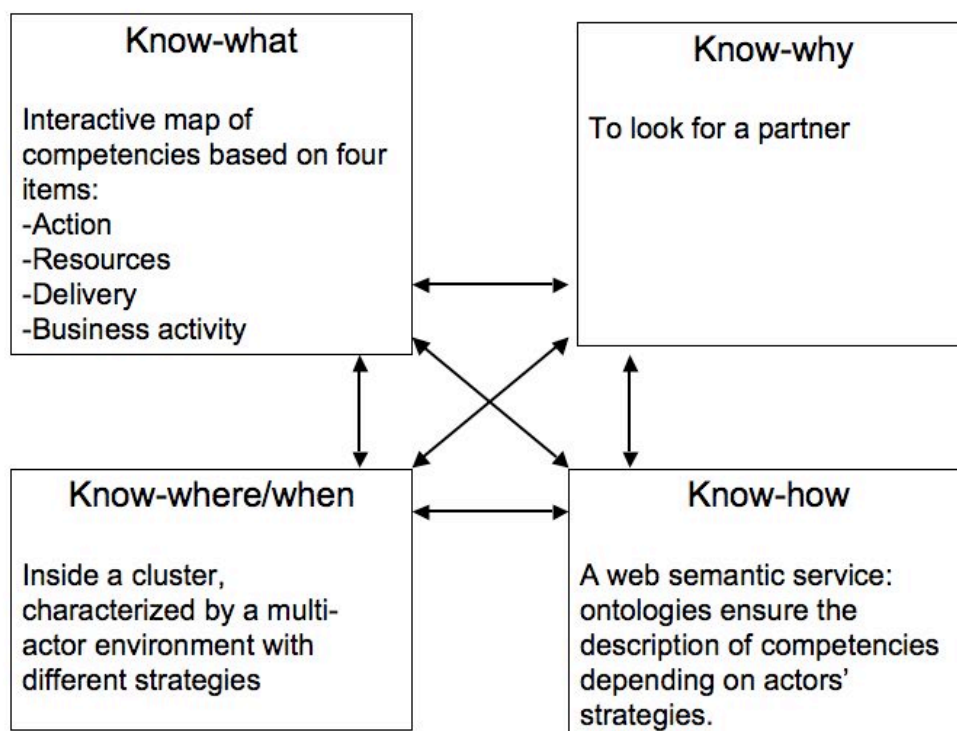 Know-what
Interactive map of
competencies based on four
items:
-Action
-Resources
-Delivery
-Business activity
Know-why
To look for a partner
Know-where/when
Inside a cluster,
characterized by a multi-
actor environment with
different strategies
Know-how
A web semantic service:
ontologies ensure the
description of competencies
depending on actors’
strategies.